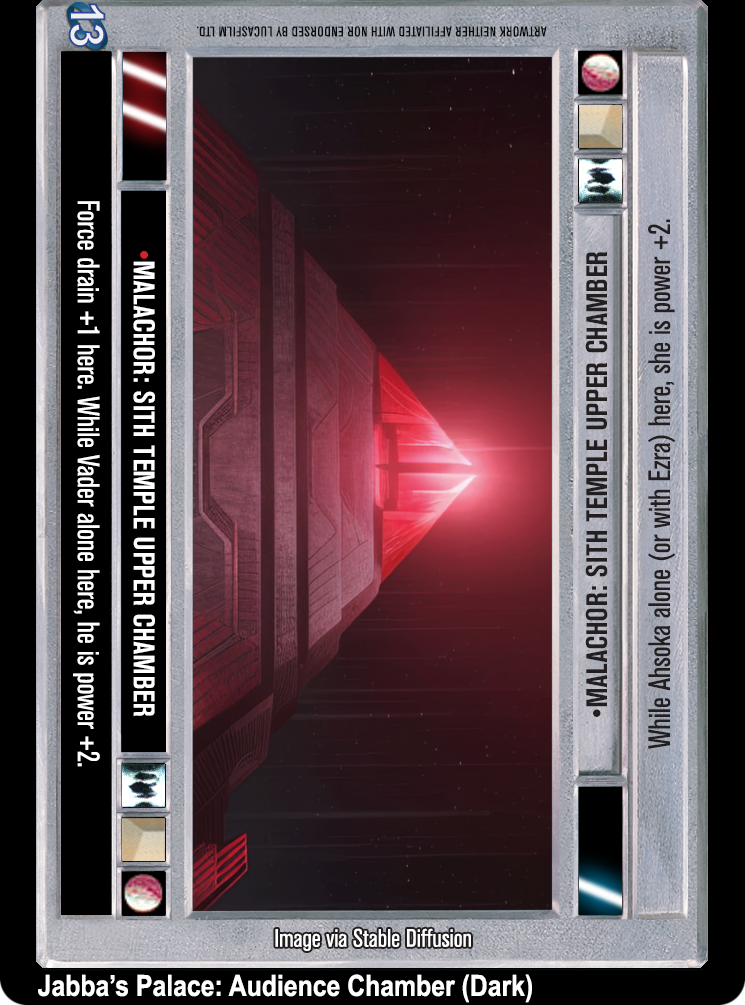 13
ARTWORK NEITHER AFFILIATED WITH NOR ENDORSED BY LUCASFILM LTD.
•MALACHOR: SITH TEMPLE UPPER CHAMBER
Force drain +1 here. While Vader alone here, he is power +2.
•MALACHOR: SITH TEMPLE UPPER CHAMBER
While Ahsoka alone (or with Ezra) here, she is power +2.
Image via Stable Diffusion
Jabba's Palace: Audience Chamber (Dark)